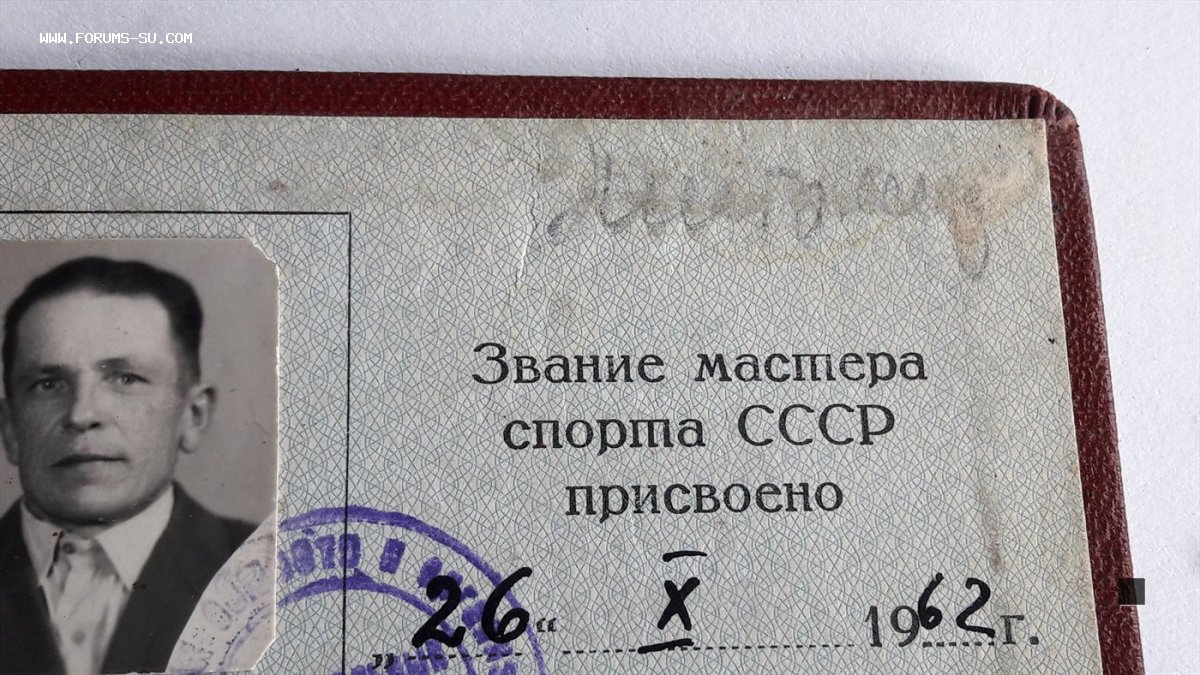 WWW.FORUMS-SU.COM
Звание мастера
спорта СССР
присвоено
„26“ X 1962 г.